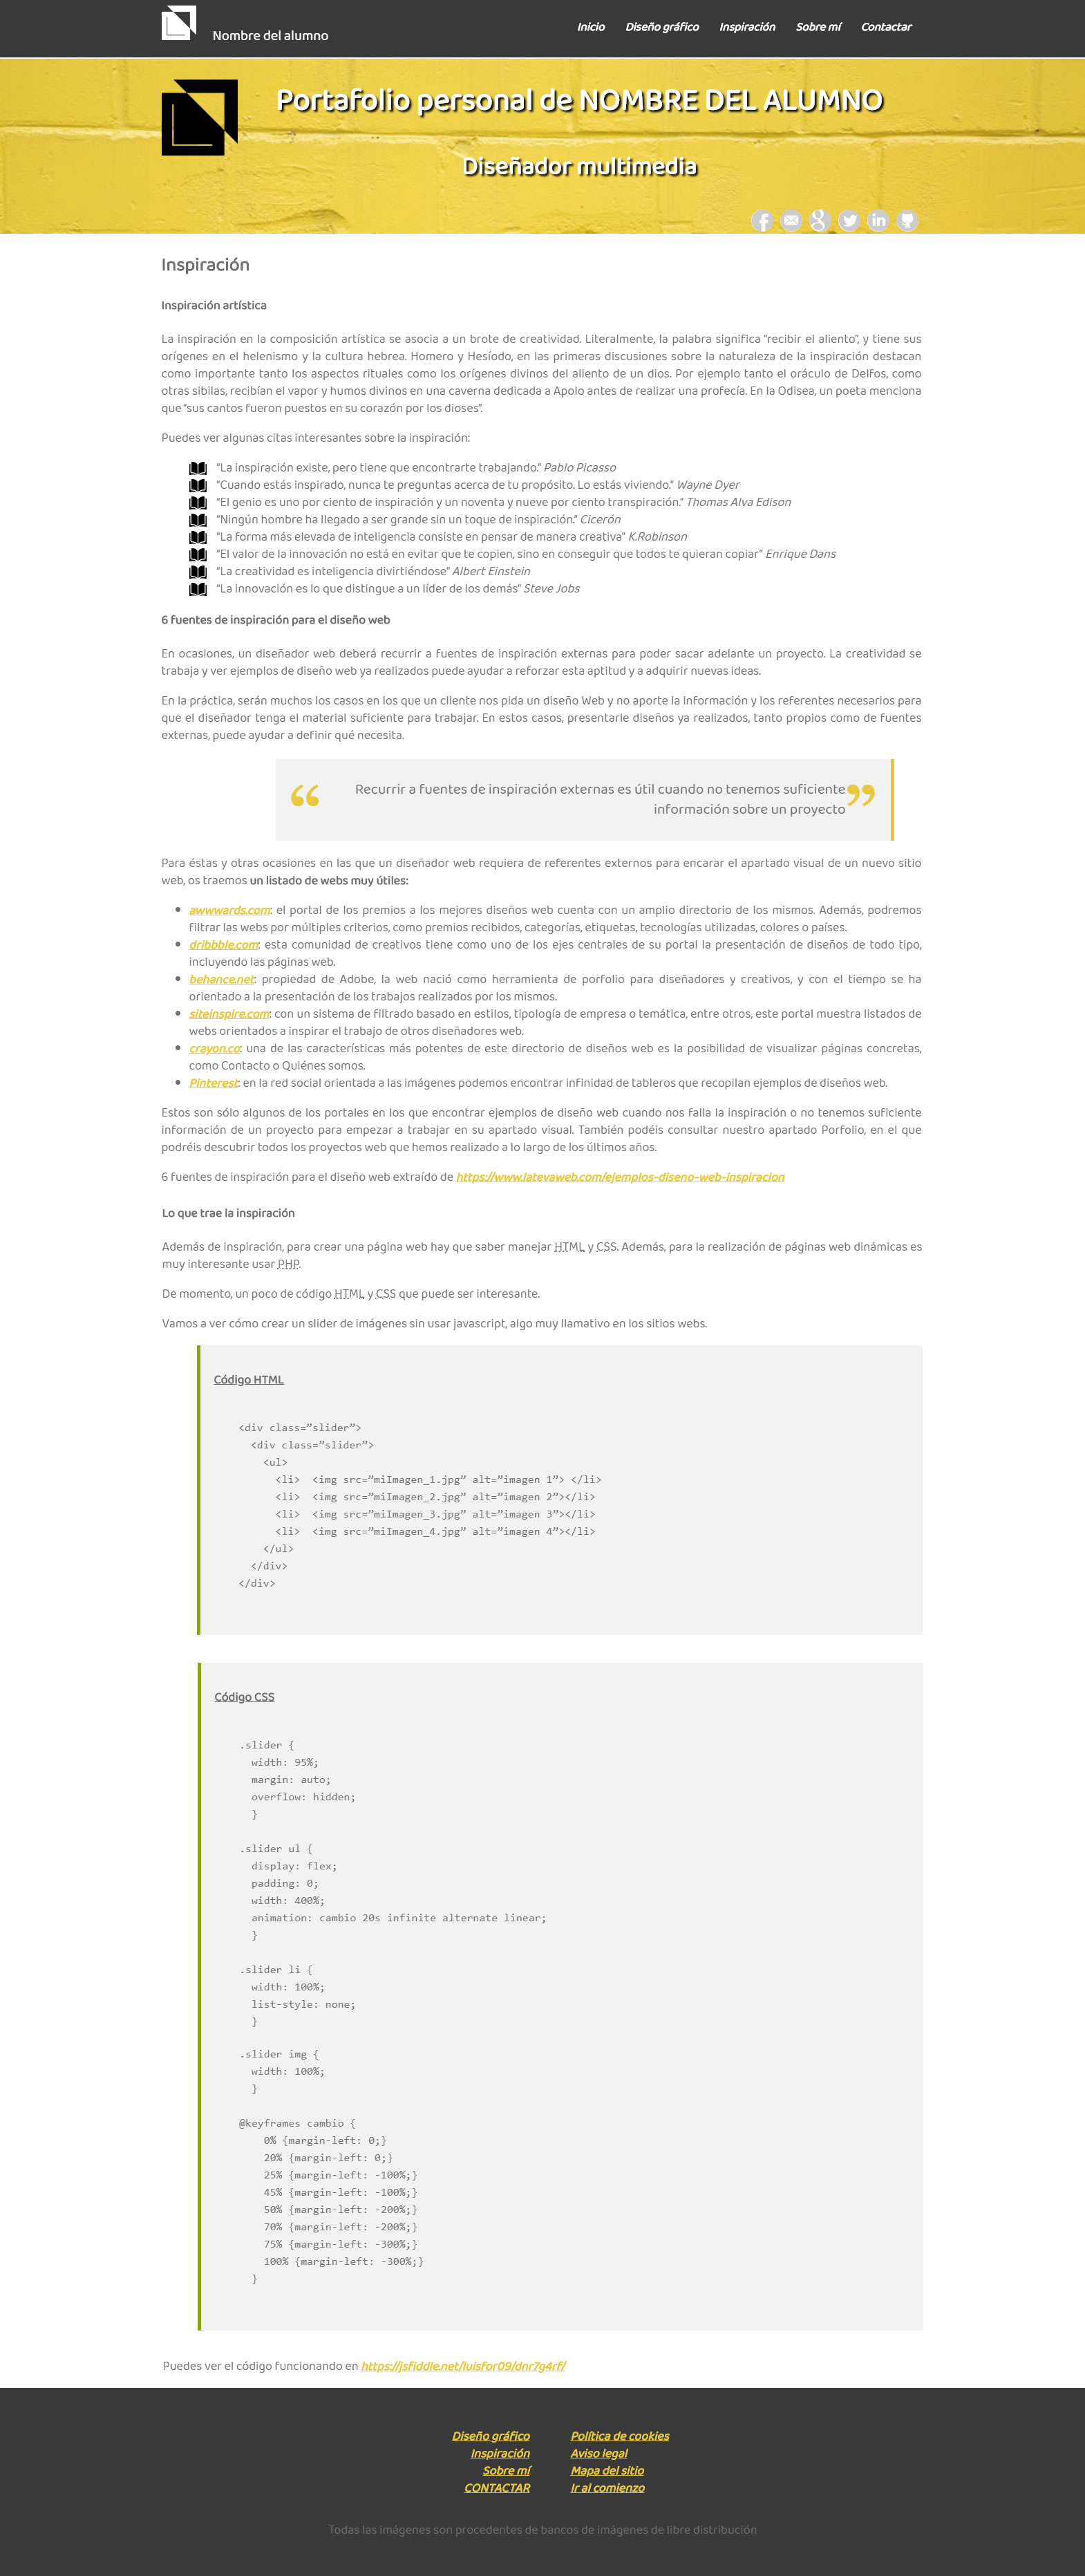 Nombre del alumno
Inicio Diseño gráfico Inspiración Sobre mí Contactar
Portafolio personal de NOMBRE DEL ALUMNO
Diseñador multimedia
Inspiración
Inspiración artística
La inspiración en la composición artística se asocia a un brote de creatividad. Literalmente, la palabra significa "recibir el aliento", y tiene sus
orígenes en el helenismo y la cultura hebrea. Homero y Hesíodo, en las primeras discusiones sobre la naturaleza de la inspiración destacan
como importante tanto los aspectos rituales como los orígenes divinos del aliento de un dios. Por ejemplo tanto el oráculo de Delfos, como
otras sibilas, recibían el vapor y humos divinos en una caverna dedicada a Apolo antes de realizar una profecía. En la Odisea, un poeta menciona
que "sus cantos fueron puestos en su corazón por los dioses".
Puedes ver algunas citas interesantes sobre la inspiración:
"La inspiración existe, pero tiene que encontrarte trabajando." Pablo Picasso
"Cuando estás inspirado, nunca te preguntas acerca de tu propósito. Lo estás viviendo." Wayne Dyer
"El genio es uno por ciento de inspiración y un noventa y nueve por ciento transpiración." Thomas Alva Edison
"Ningún hombre ha llegado a ser grande sin un toque de inspiración." Cicerón
"La forma más elevada de inteligencia consiste en pensar de manera creativa" K.Robinson
"El valor de la innovación no está en evitar que te copien, sino en conseguir que todos te quieran copiar" Enrique Dans
"La creatividad es inteligencia divirtiéndose" Albert Einstein
"La innovación es lo que distingue a un líder de los demás" Steve Jobs
6 fuentes de inspiración para el diseño web
En ocasiones, un diseñador web deberá recurrir a fuentes de inspiración externas para poder sacar adelante un proyecto. La creatividad se
trabaja y ver ejemplos de diseño web ya realizados puede ayudar a reforzar esta aptitud y a adquirir nuevas ideas.
En la práctica, serán muchos los casos en los que un cliente nos pida un diseño Web y no aporte la información y los referentes necesarios para
que el diseñador tenga el material suficiente para trabajar. En estos casos, presentarle diseños ya realizados, tanto propios como de fuentes
externas, puede ayudar a definir qué necesita.
Recurrir a fuentes de inspiración externas es útil cuando no tenemos suficiente
información sobre un proyecto
Para éstas y otras ocasiones en las que un diseñador web requiera de referentes externos para encarar el apartado visual de un nuevo sitio
web, os traemos un listado de webs muy útiles:
awwwards.com: el portal de los premios a los mejores diseños web cuenta con un amplio directorio de los mismos. Además, podremos
filtrar las webs por múltiples criterios, como premios recibidos, categorías, etiquetas, tecnologías utilizadas, colores o países.
dribbble.com: esta comunidad de creativos tiene como uno de los ejes centrales de su portal la presentación de diseños de todo tipo,
incluyendo las páginas web.
behance.net: propiedad de Adobe, la web nació como herramienta de porfolio para diseñadores y creativos, y con el tiempo se ha
orientado a la presentación de los trabajos realizados por los mismos.
siteinspire.com: con un sistema de filtrado basado en estilos, tipología de empresa o temática, entre otros, este portal muestra listados de
webs orientados a inspirar el trabajo de otros diseñadores web.
crayon.co: una de las características más potentes de este directorio de diseños web es la posibilidad de visualizar páginas concretas,
como Contacto o Quiénes somos.
Pinterest: en la red social orientada a las imágenes podemos encontrar infinidad de tableros que recopilan ejemplos de diseños web.
Estos son sólo algunos de los portales en los que encontrar ejemplos de diseño web cuando nos falla la inspiración o no tenemos suficiente
información de un proyecto para empezar a trabajar en su apartado visual. También podéis consultar nuestro apartado Porfolio, en el que
podréis descubrir todos los proyectos web que hemos realizado a lo largo de los últimos años.
6 fuentes de inspiración para el diseño web extraído de https://www.latevaweb.com/ejemplos-diseno-web-inspiracion
Lo que trae la inspiración
Además de inspiración, para crear una página web hay que saber manejar HTML y CSS. Además, para la realización de páginas web dinámicas es
muy interesante usar PHP.
De momento, un poco de código HTML y CSS que puede ser interesante.
Vamos a ver cómo crear un slider de imágenes sin usar javascript, algo muy llamativo en los sitios webs.
Código HTML
<div class=”slider”>
<div class=”slider”>
<ul>
<li>  <img src=”miImagen_1.jpg” alt=”imagen 1”> </li>
<li>  <img src=”miImagen_2.jpg” alt=”imagen 2”></li>
<li>  <img src=”miImagen_3.jpg” alt=”imagen 3”></li>
<li>  <img src=”miImagen_4.jpg” alt=”imagen 4”></li>
</ul>
</div>
</div>
Código CSS
.slider {
width: 95%;
margin: auto;
overflow: hidden;
}
.slider ul {
display: flex;
padding: 0;
width: 400%;
animation: cambio 20s infinite alternate linear;
}
.slider li {
width: 100%;
list-style: none;
}
.slider img {
width: 100%;
}
@keyframes cambio {
0% {margin-left: 0;}
20% {margin-left: 0;}
25% {margin-left: -100%;}
45% {margin-left: -100%;}
50% {margin-left: -200%;}
70% {margin-left: -200%;}
75% {margin-left: -300%;}
100% {margin-left: -300%;}
}
Puedes ver el código funcionando en https://jsfiddle.net/luisfor09/dnr7g4rf/
Diseño gráfico
Inspiración
Sobre mí
CONTACTAR
Política de cookies
Aviso legal
Mapa del sitio
Ir al comienzo
Todas las imágenes son procedentes de bancos de imágenes de libre distribución